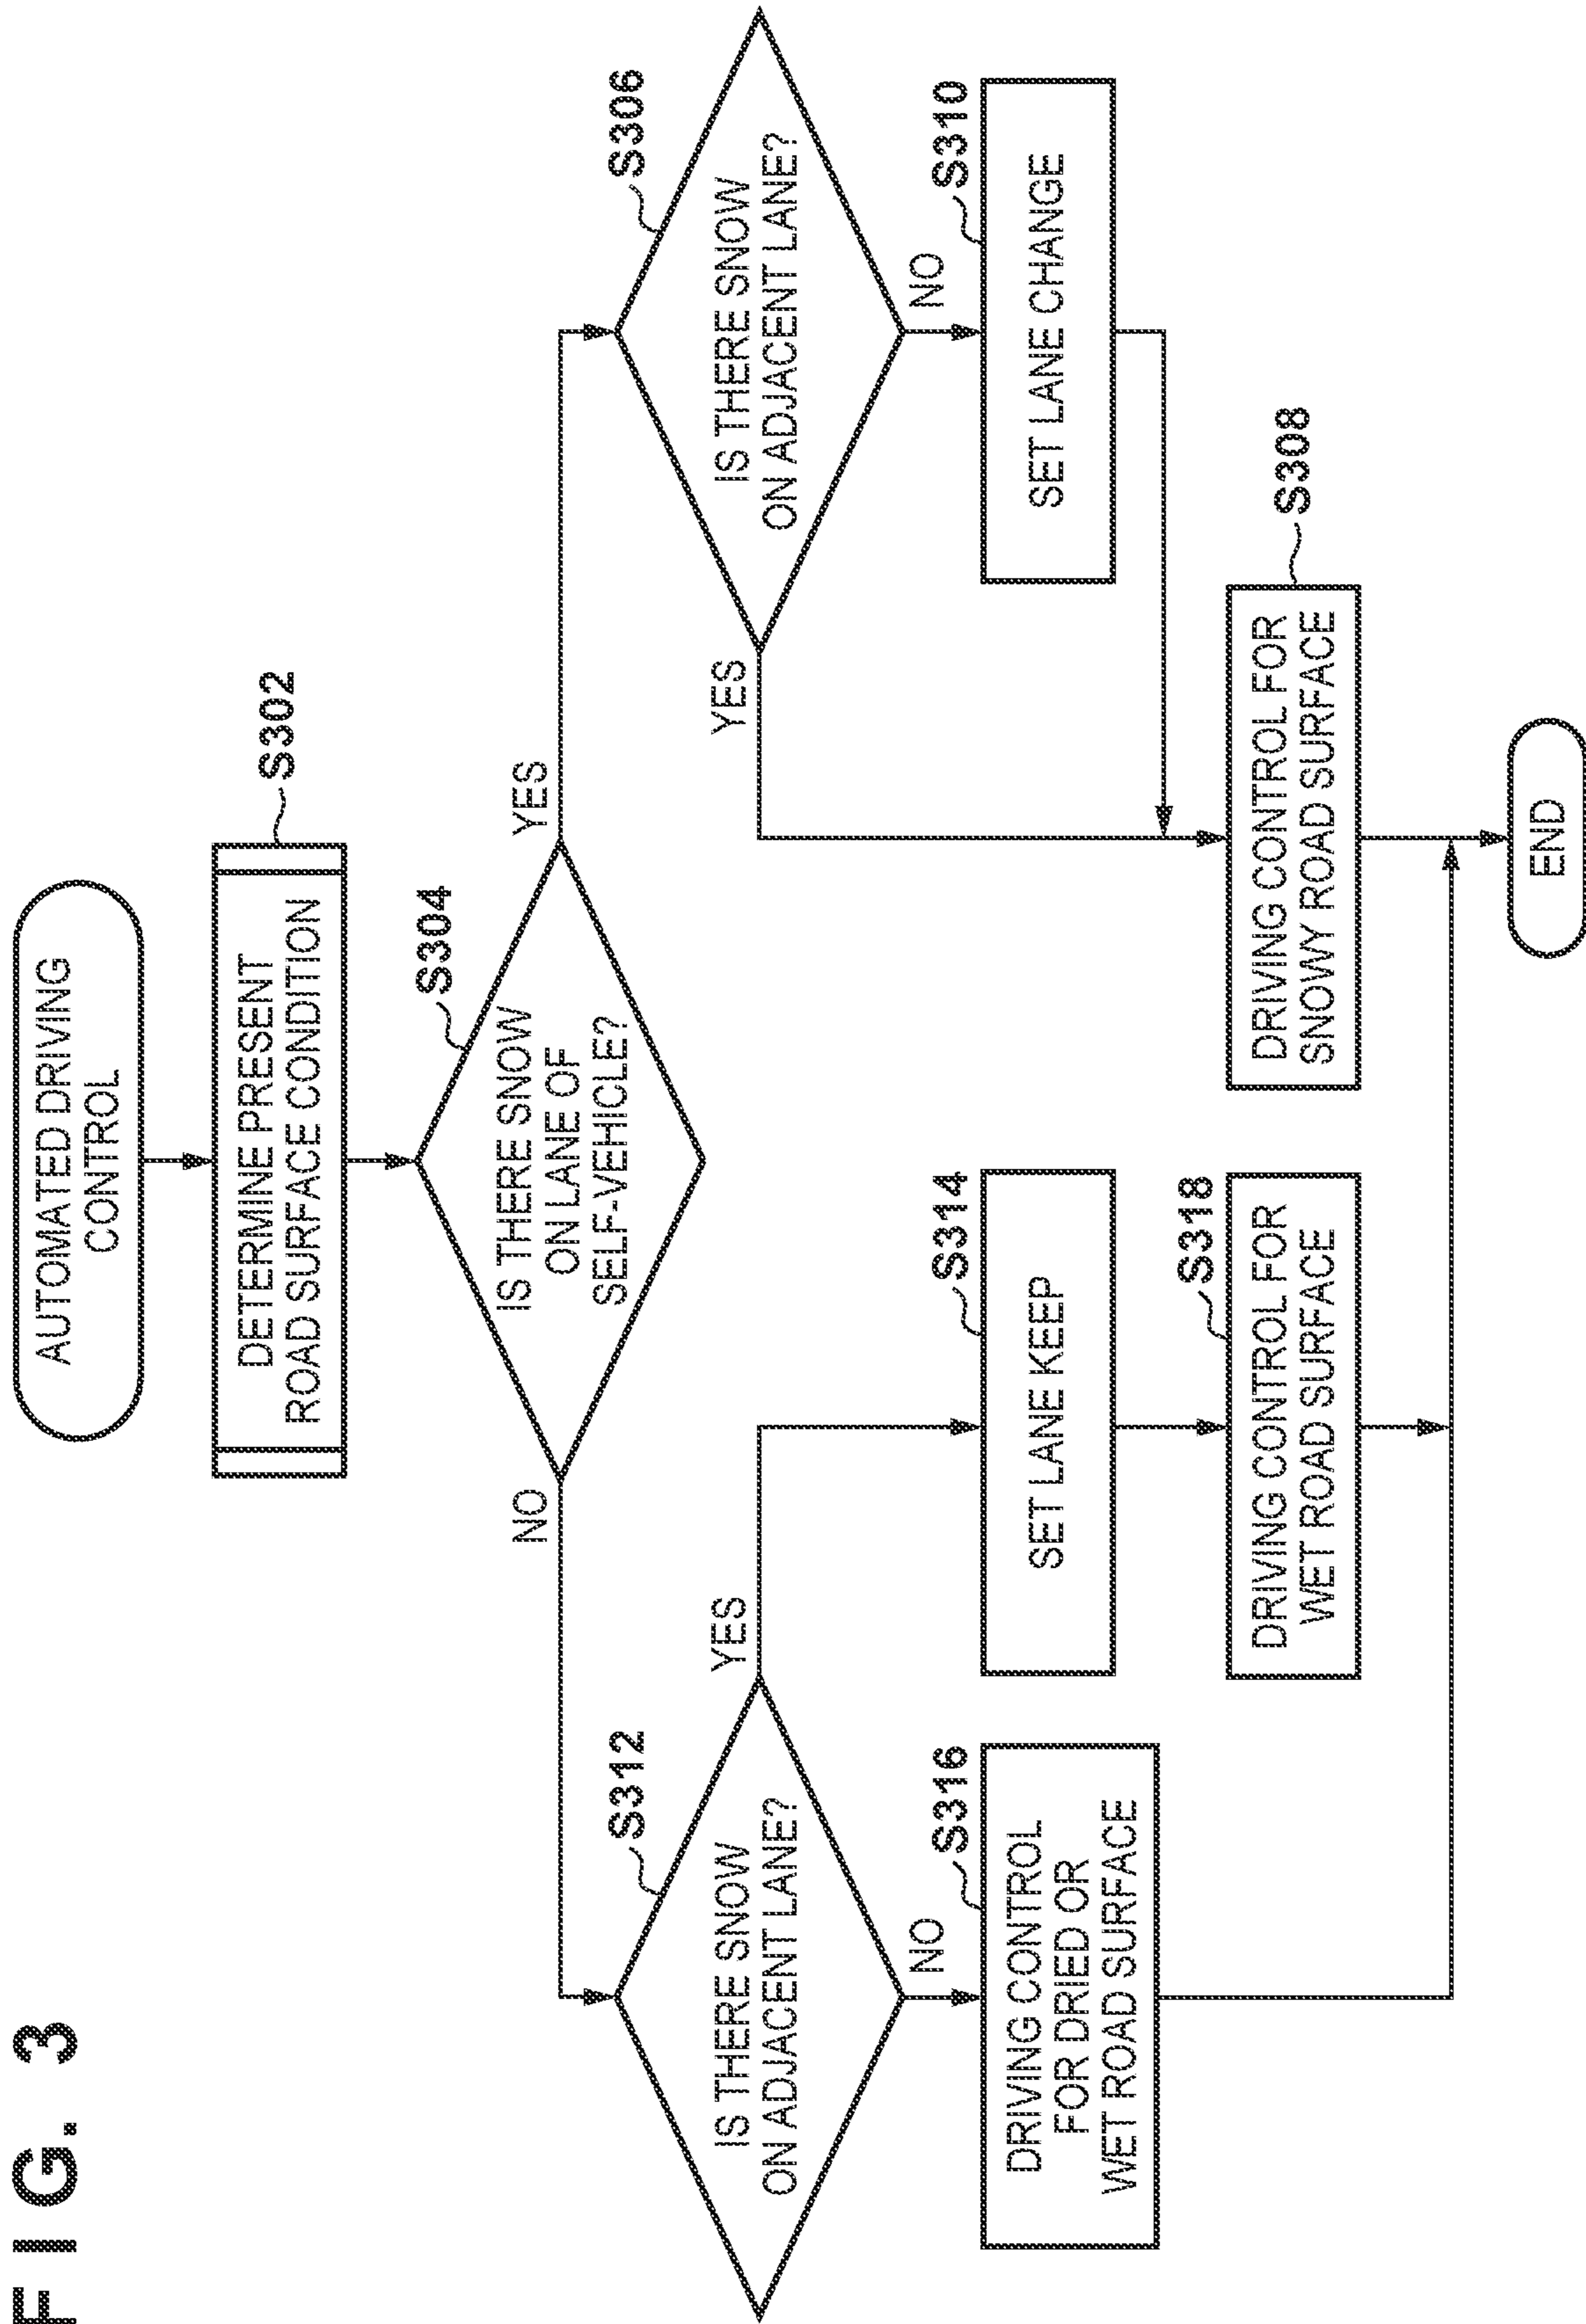 FIG. 3
AUTOMATED DRIVING
CONTROL
S302
DETERMINE PRESENT
ROAD SURFACE CONDITION
S304
IS THERE SNOW
ON LANE OF
SELF-VEHICLE?
NO
YES
S312
IS THERE SNOW
ON ADJACENT LANE?
YES
NO
S306
IS THERE SNOW
ON ADJACENT LANE?
YES
NO
S316
DRIVING CONTROL
FOR DRIED OR
WET ROAD SURFACE
S314
SET LANE KEEP
S310
SET LANE CHANGE
S318
DRIVING CONTROL FOR
WET ROAD SURFACE
S308
DRIVING CONTROL FOR
SNOWY ROAD SURFACE
END